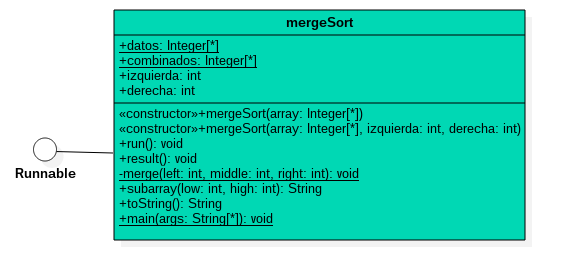 mergeSort
+datos: Integer[*]
+combinados: Integer[*]
+izquierda: int
+derecha: int
«constructor»+mergeSort(array: Integer[*])
«constructor»+mergeSort(array: Integer[*], izquierda: int, derecha: int)
+run(): void
+result(): void
-merge(left: int, middle: int, right: int): void
+subarray(low: int, high: int): String
+toString(): String
+main(args: String[*]): void
Runnable